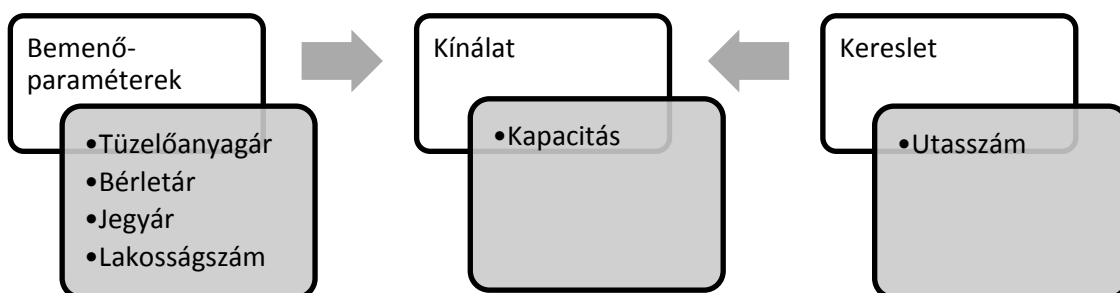 Bemenő-
paraméterek
•Tüzelőanyagár
•Bérletár
•Jegyár
•Lakosságszám
Kínálat
•Kapacitás
Kereslet
•Utasszám